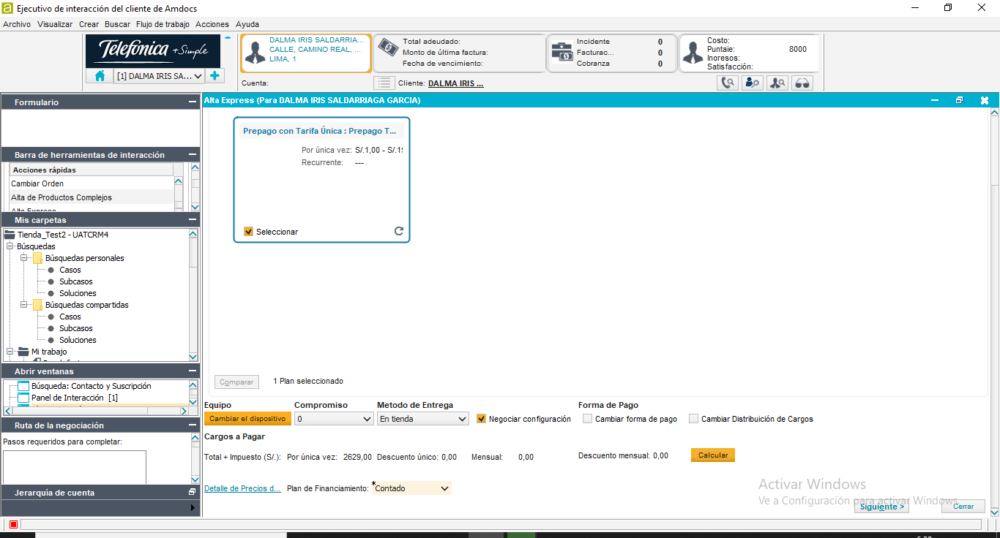 Ejecutivo de interacción del cliente de Amdocs
Archivo Visualizar Crear Buscar Flujo de trabajo Acciones Ayuda
Telefónica +Simple
[1] DALMA IRIS SA...
DALMA IRIS SALDARRIA...
CALLE, CAMINO REAL, ...
LIMA, 1
Total adeudado:
Monto de última factura:
Fecha de vencimiento:
Incidente 0
Facturac... 0
Cobranza 0
Costo:
Puntaie: 8000
Ingresos:
Satisfacción:
Cuenta:
Cliente: DALMA IRIS ...
Formulario
Barra de herramientas de interacción
Acciones rápidas
Cambiar Orden
Alta de Productos Complejos
Alta Express
Mis carpetas
Tienda_Test2 - UATCRM4
Búsquedas
Búsquedas personales
Casos
Subcasos
Soluciones
Búsquedas compartidas
Casos
Subcasos
Soluciones
Mi trabajo
Abrir ventanas
Búsqueda: Contacto y Suscripción
Panel de Interacción [1]
Ruta de la negociación
Pasos requeridos para completar:
Jerarquía de cuenta
Alta Express (Para DALMA IRIS SALDARRIAGA GARCIA)
Prepago con Tarifa Única : Prepago T...
Por única vez: S/.1,00 - S/.15
Recurrente: ---
Seleccionar
Comparar
1 Plan seleccionado
Equipo Compromiso Metodo de Entrega Forma de Pago
Cambiar el dispositivo 0 En tienda Negociar configuración Cambiar forma de pago Cambiar Distribución de Cargos
Cargos a Pagar
Total + Impuesto (S/.): Por única vez: 2629,00 Descuento único: 0,00 Mensual: 0,00 Descuento mensual: 0,00 Calcular
Detalle de Precios d... Plan de Financiamiento: *Contado
Activar Windows
Ve a Configuración para activar Windows.
Siguiente > Cerrar